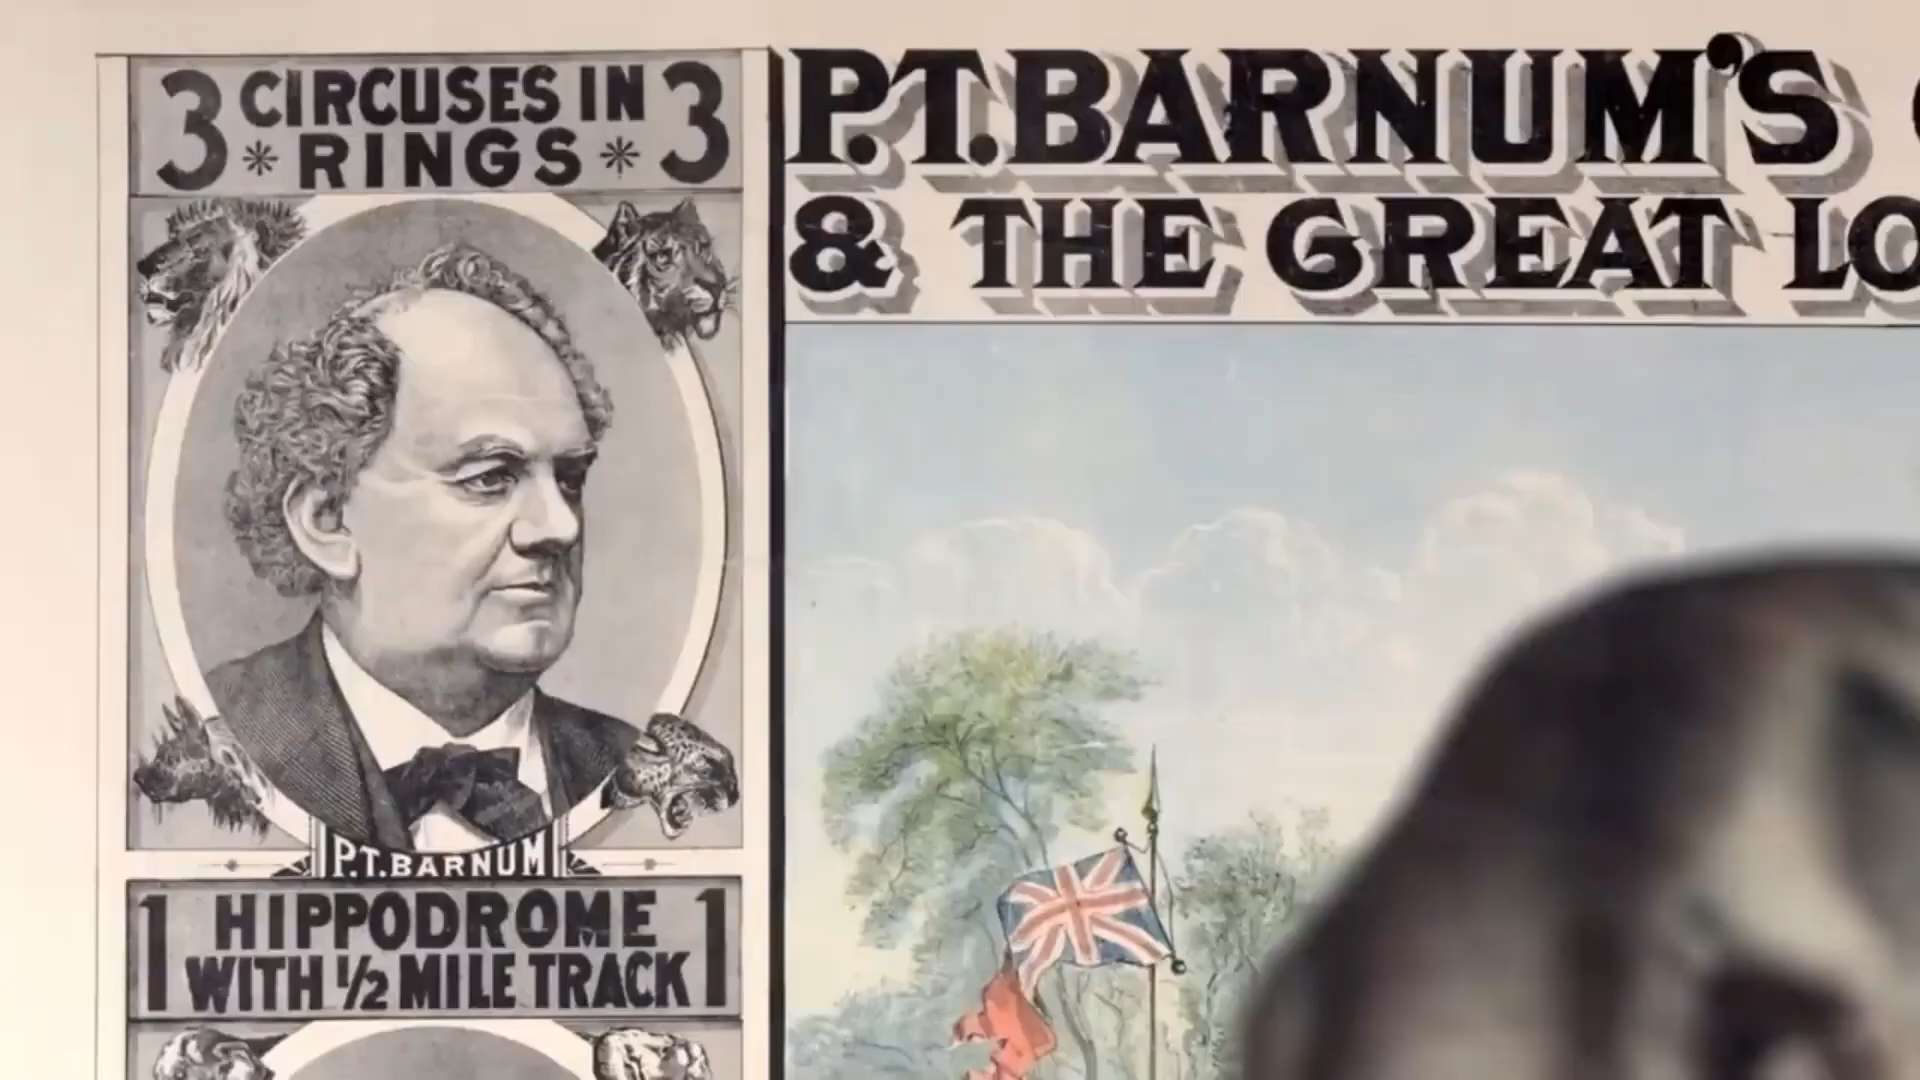 3 CIRCUSES IN 3
RINGS
P.T. BARNUM
1 HIPPODROME 1
WITH ½ MILE TRACK
P.T. BARNUM'S
& THE GREAT